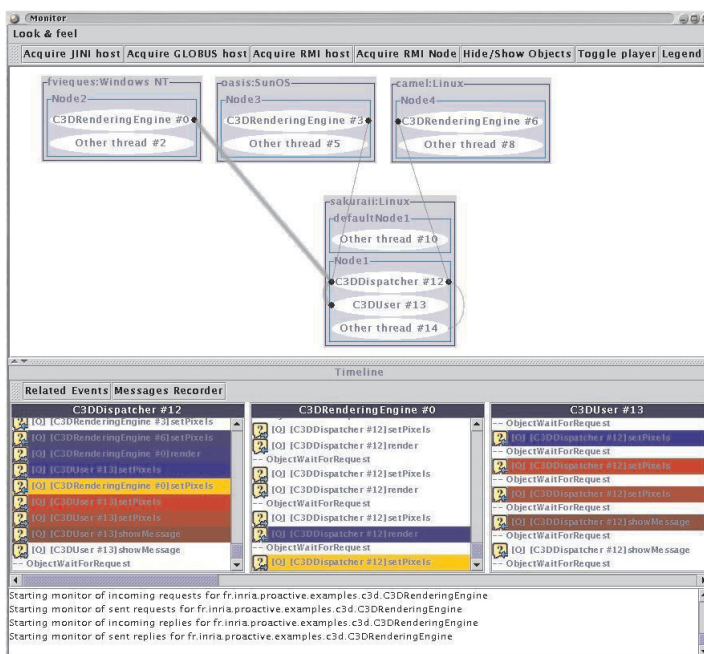 Monitor
Look & feel
Acquire JINI host Acquire GLOBUS host Acquire RMI host Acquire RMI Node Hide/Show Objects Toggle player Legend
fvieques:Windows NT
Node2
C3DRenderingEngine #0
Other thread #2
oasis:SunOS
Node3
C3DRenderingEngine #3
Other thread #5
camel:Linux
Node4
C3DRenderingEngine #6
Other thread #8
sakuraii:Linux
defaultNode1
Other thread #10
Node1
C3DDispatcher #12
C3DUser #13
Other thread #14
Timeline
Related Events Messages Recorder
C3DDispatcher #12
[Q] [C3DRenderingEngine #3]setPixels
[Q] [C3DRenderingEngine #6]setPixels
[Q] [C3DRenderingEngine #0]render
[Q] [C3DUser #13]setPixels
[Q] [C3DRenderingEngine #0]setPixels
[Q] [C3DUser #13]setPixels
[Q] [C3DUser #13]setPixels
[Q] [C3DUser #13]showMessage
[Q] [C3DUser #13]showMessage
-- ObjectWaitForRequest
C3DRenderingEngine #0
[Q] [C3DDispatcher #12]setPixels
[Q] [C3DDispatcher #12]render
-- ObjectWaitForRequest
[Q] [C3DDispatcher #12]setPixels
[Q] [C3DDispatcher #12]render
-- ObjectWaitForRequest
[Q] [C3DDispatcher #12]setPixels
[Q] [C3DDispatcher #12]render
-- ObjectWaitForRequest
[Q] [C3DDispatcher #12]setPixels
C3DUser #13
-- ObjectWaitForRequest
[Q] [C3DDispatcher #12]setPixels
-- ObjectWaitForRequest
[Q] [C3DDispatcher #12]setPixels
-- ObjectWaitForRequest
[Q] [C3DDispatcher #12]setPixels
-- ObjectWaitForRequest
[Q] [C3DDispatcher #12]showMessage
-- ObjectWaitForRequest
[Q] [C3DDispatcher #12]showMessage
-- ObjectWaitForRequest
Starting monitor of incoming requests for fr.inria.proactive.examples.c3d.C3DRenderingEngine
Starting monitor of sent requests for fr.inria.proactive.examples.c3d.C3DRenderingEngine
Starting monitor of incoming replies for fr.inria.proactive.examples.c3d.C3DRenderingEngine
Starting monitor of sent replies for fr.inria.proactive.examples.c3d.C3DRenderingEngine